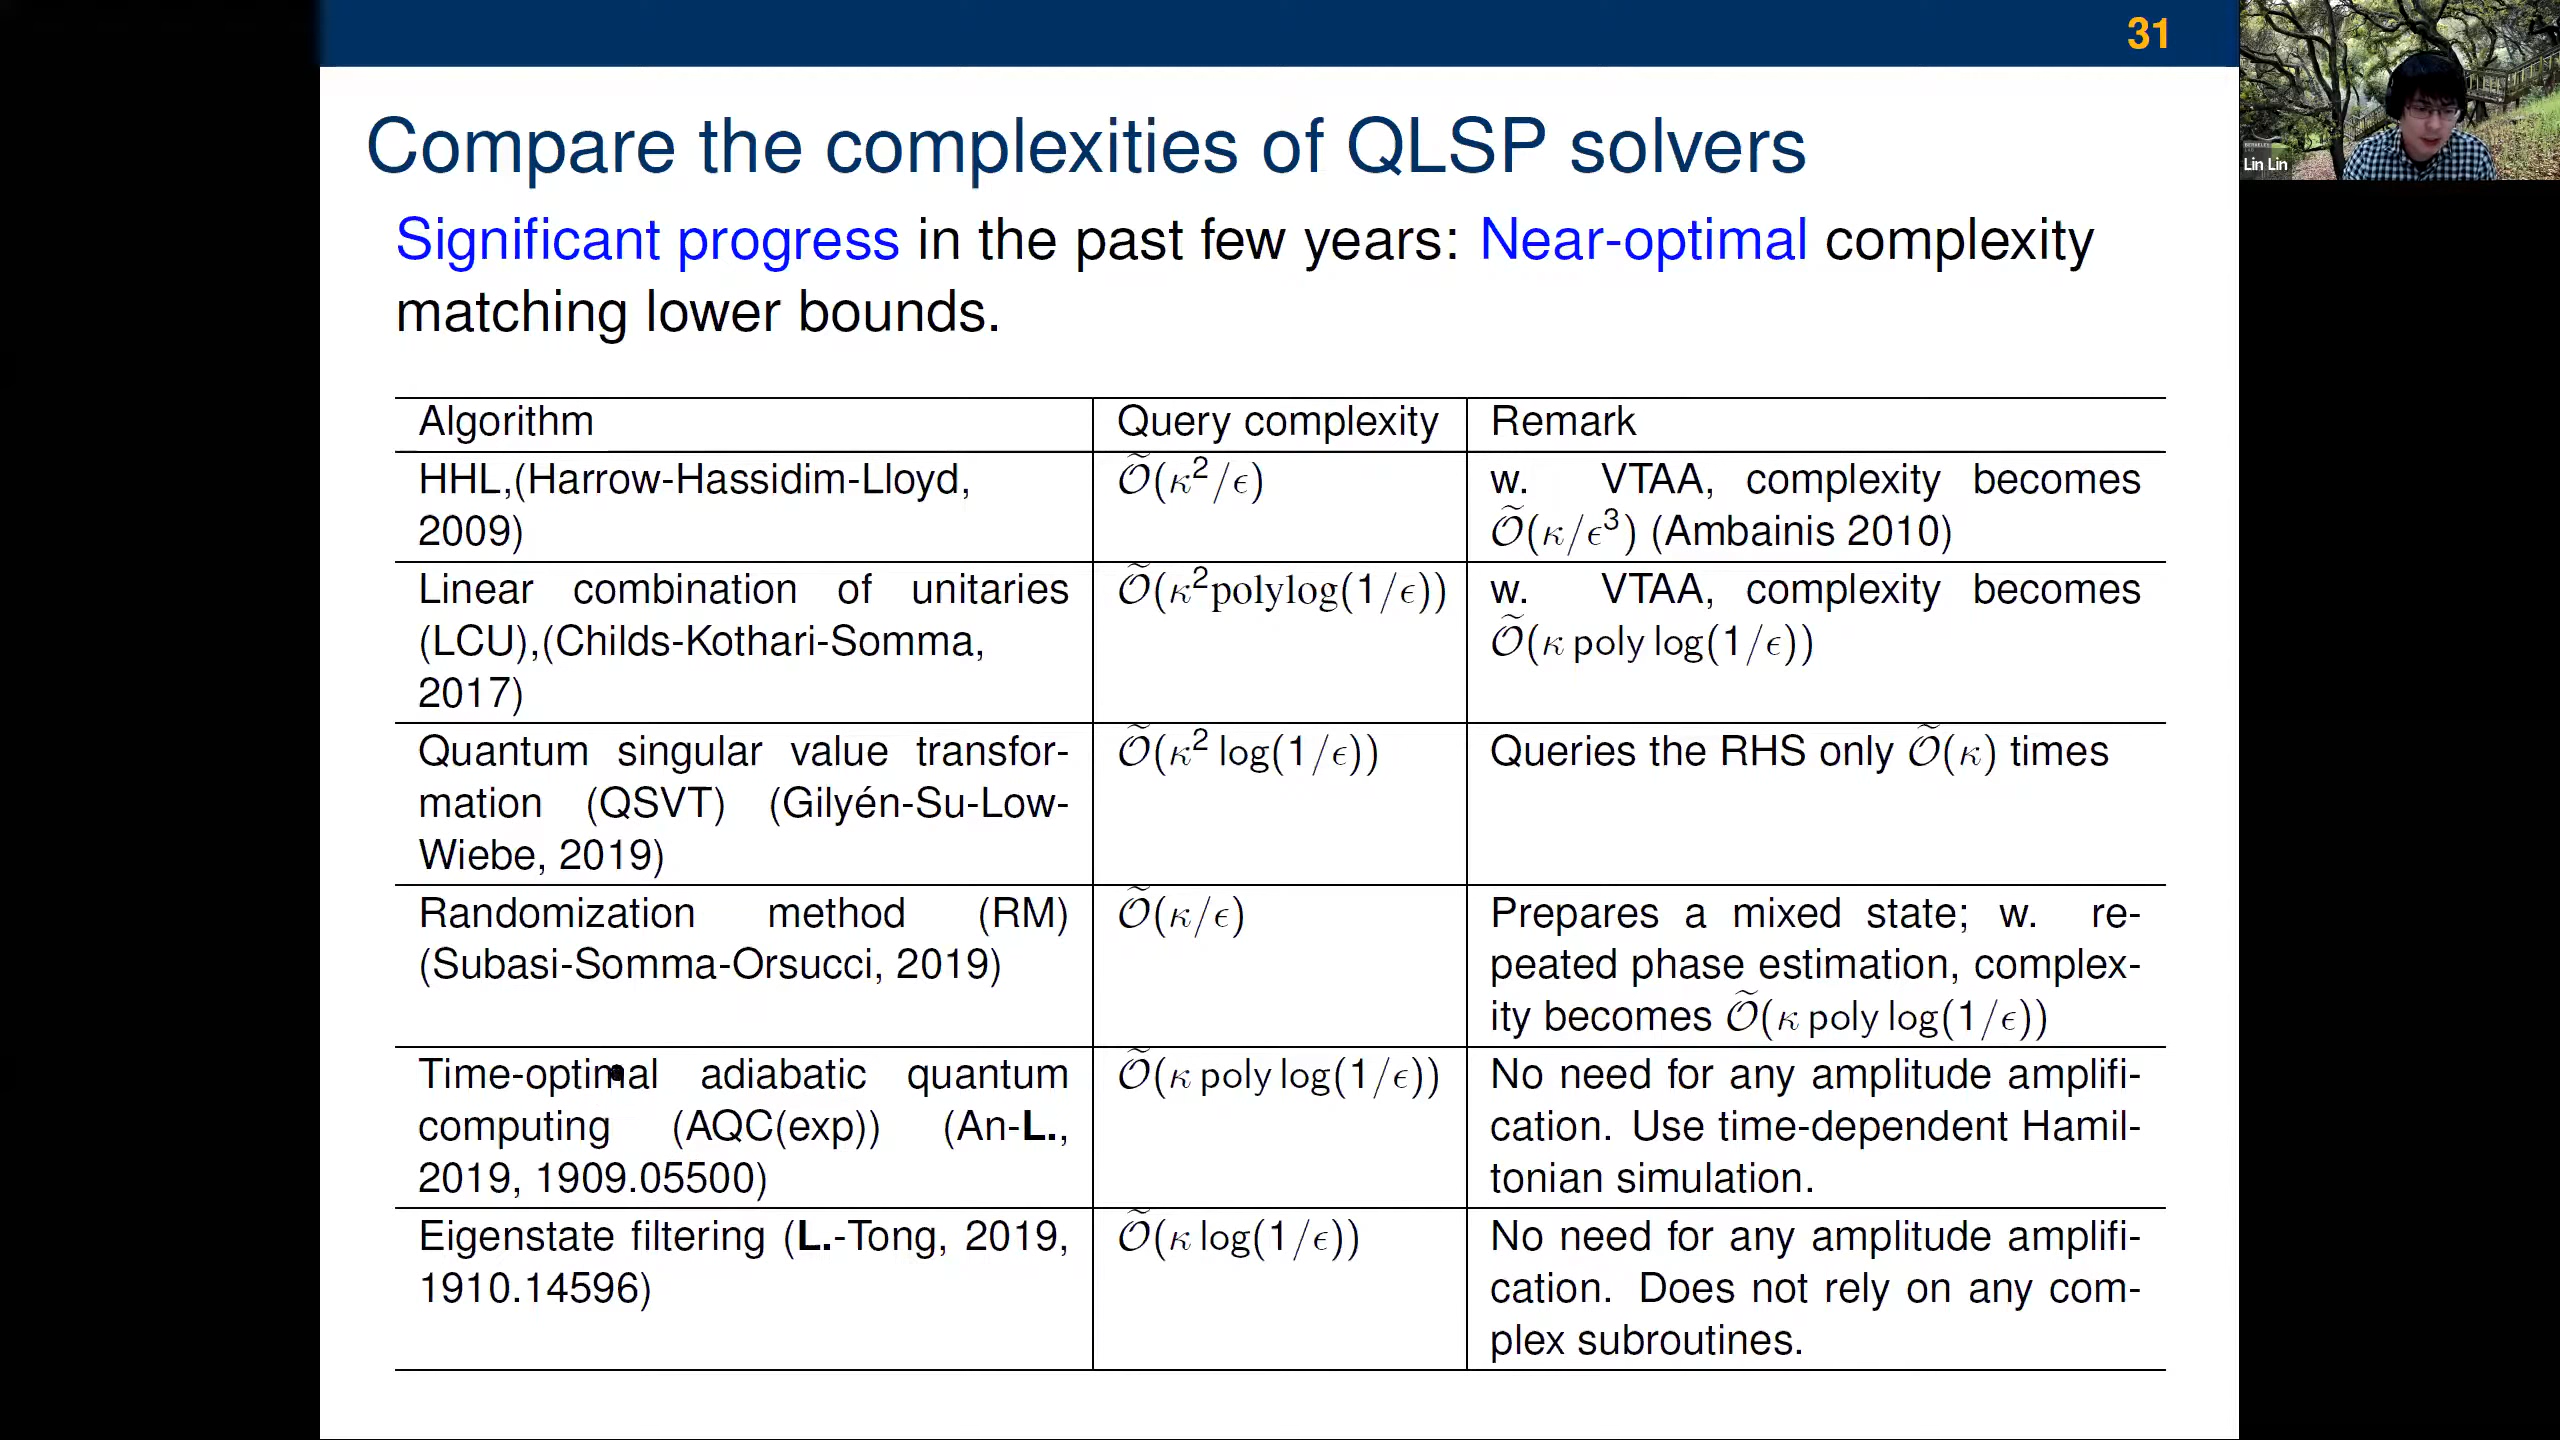 31
Lin Lin
Compare the complexities of QLSP solvers
Significant progress in the past few years: Near-optimal complexity
matching lower bounds.
Algorithm
Query complexity
Remark
HHL,(Harrow-Hassidim-Lloyd,
2009)
Õ(κ²/ϵ)
w. VTAA, complexity becomes
Õ(κ/ϵ³) (Ambainis 2010)
Linear combination of unitaries
(LCU),(Childs-Kothari-Somma,
2017)
Õ(κ²polylog(1/ϵ))
w. VTAA, complexity becomes
Õ(κ poly log(1/ϵ))
Quantum singular value transfor-
mation (QSVT) (Gilyén-Su-Low-
Wiebe, 2019)
Õ(κ² log(1/ϵ))
Queries the RHS only Õ(κ) times
Randomization method (RM)
(Subasi-Somma-Orsucci, 2019)
Õ(κ/ϵ)
Prepares a mixed state; w. re-
peated phase estimation, complex-
ity becomes Õ(κ poly log(1/ϵ))
Time-optimal adiabatic quantum
computing (AQC(exp)) (An-L.,
2019, 1909.05500)
Õ(κ poly log(1/ϵ))
No need for any amplitude amplifi-
cation. Use time-dependent Hamil-
tonian simulation.
Eigenstate filtering (L.-Tong, 2019,
1910.14596)
Õ(κ log(1/ϵ))
No need for any amplitude amplifi-
cation. Does not rely on any com-
plex subroutines.